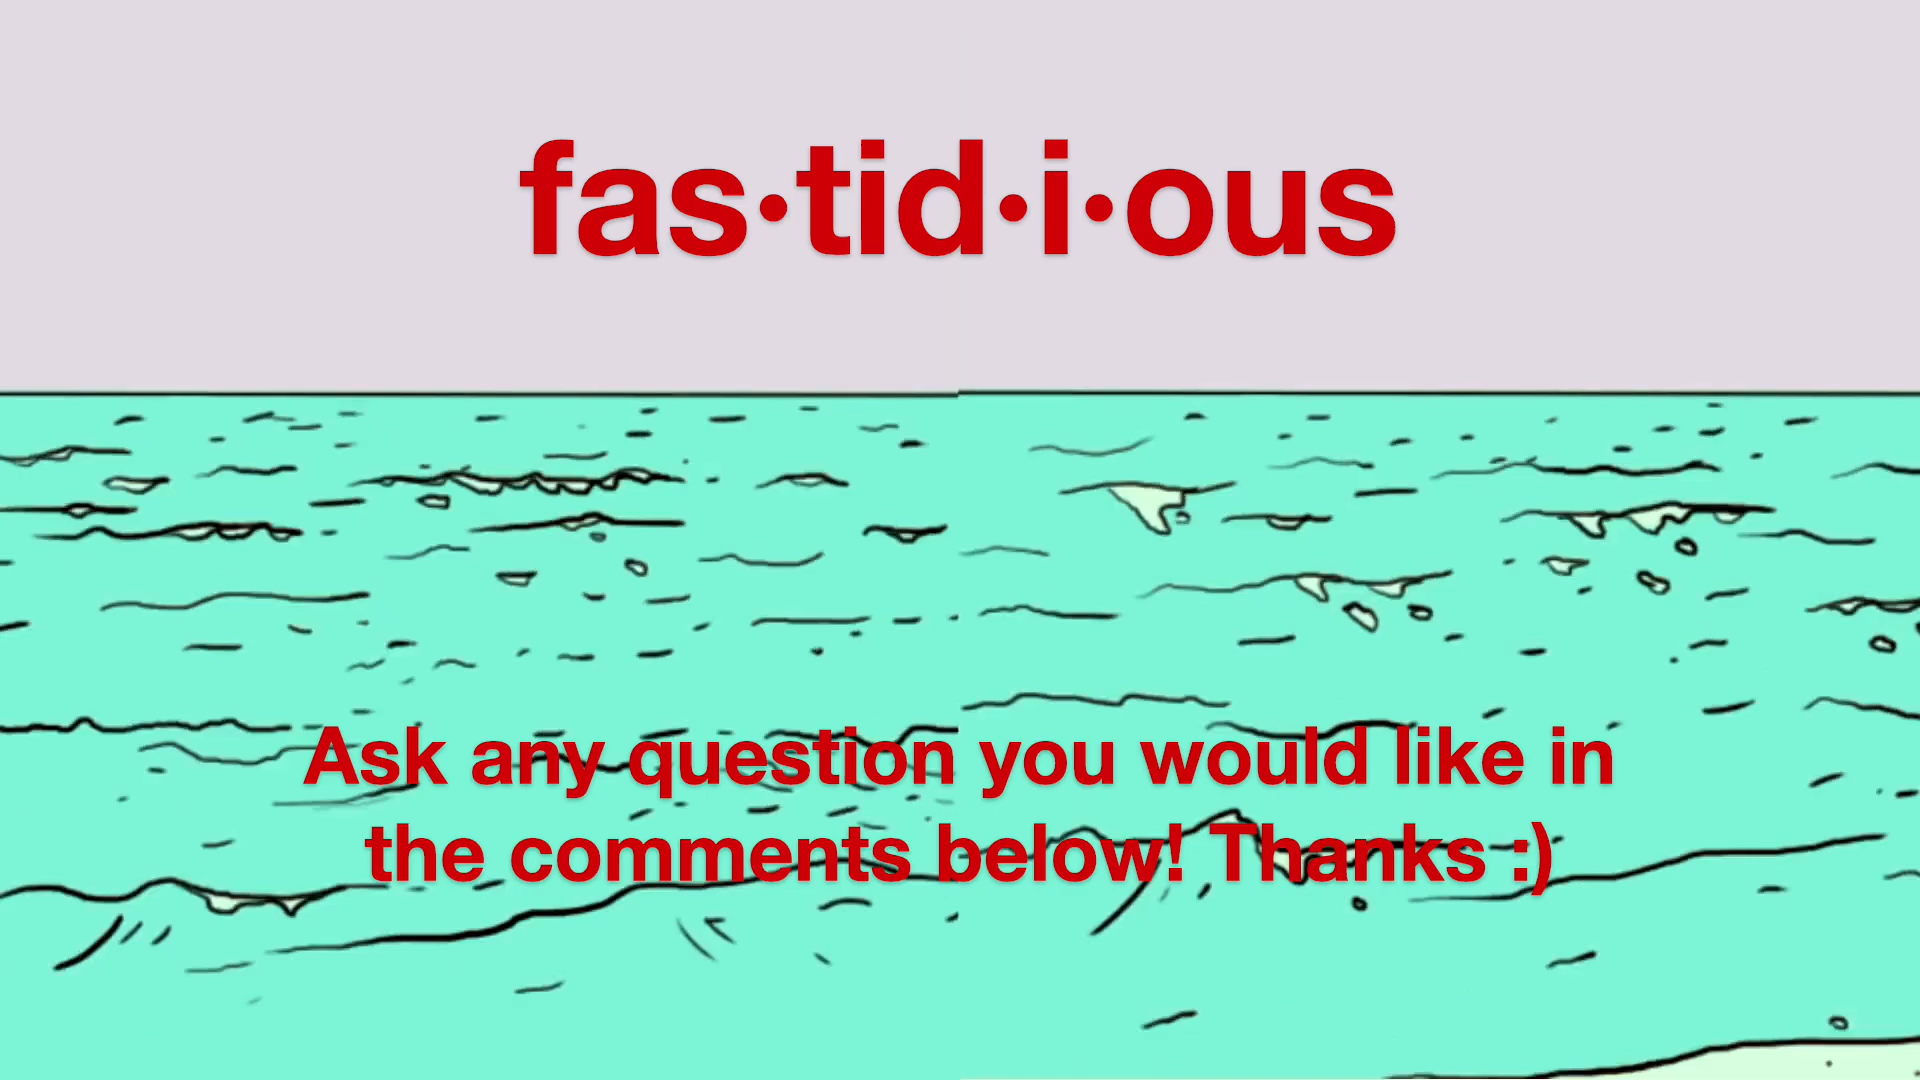 fas·tid·i·ous
Ask any question you would like in
the comments below! Thanks :)